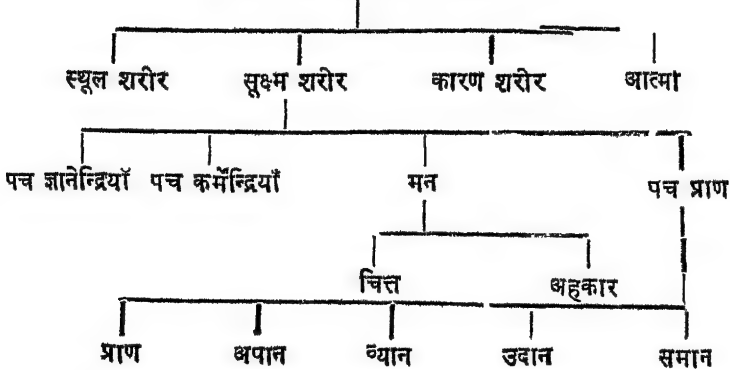 स्थूल शरीर सूक्ष्म शरीर कारण शरीर आत्मा
पच ज्ञानेन्द्रियाँ पच कर्मेन्द्रियाँ मन पच प्राण
चित्त अहकार
प्राण अपान व्यान उदान समान